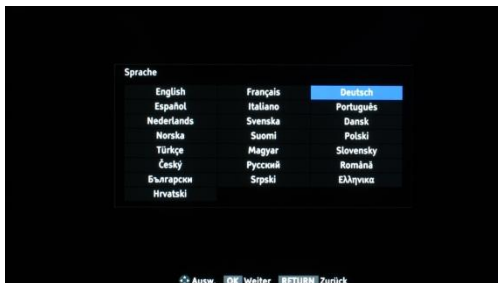 Sprache
English Français Deutsch
Español Italiano Português
Nederlands Svenska Dansk
Norska Suomi Polski
Türkçe Magyar Slovensky
Český Русский Română
Български Srpski Ελληνικα
Hrvatski
Ausw. OK Weiter RETURN Zurück